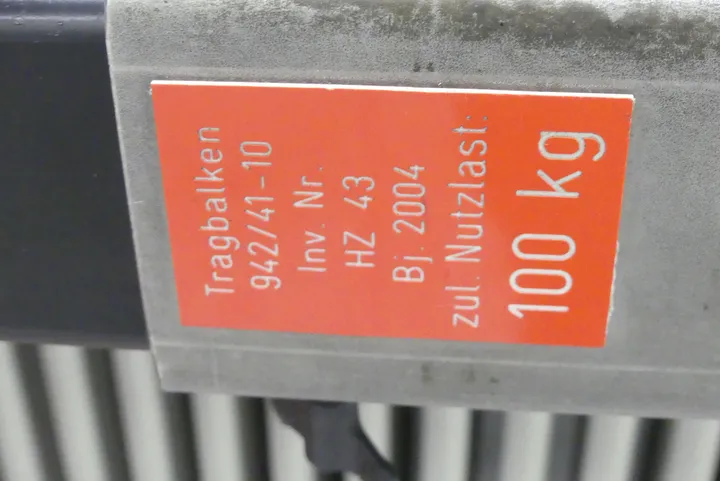 Tragbalken
942/41-10
Inv. Nr.
HZ 43
Bj. 2004
zul. Nutzlast:
100 kg